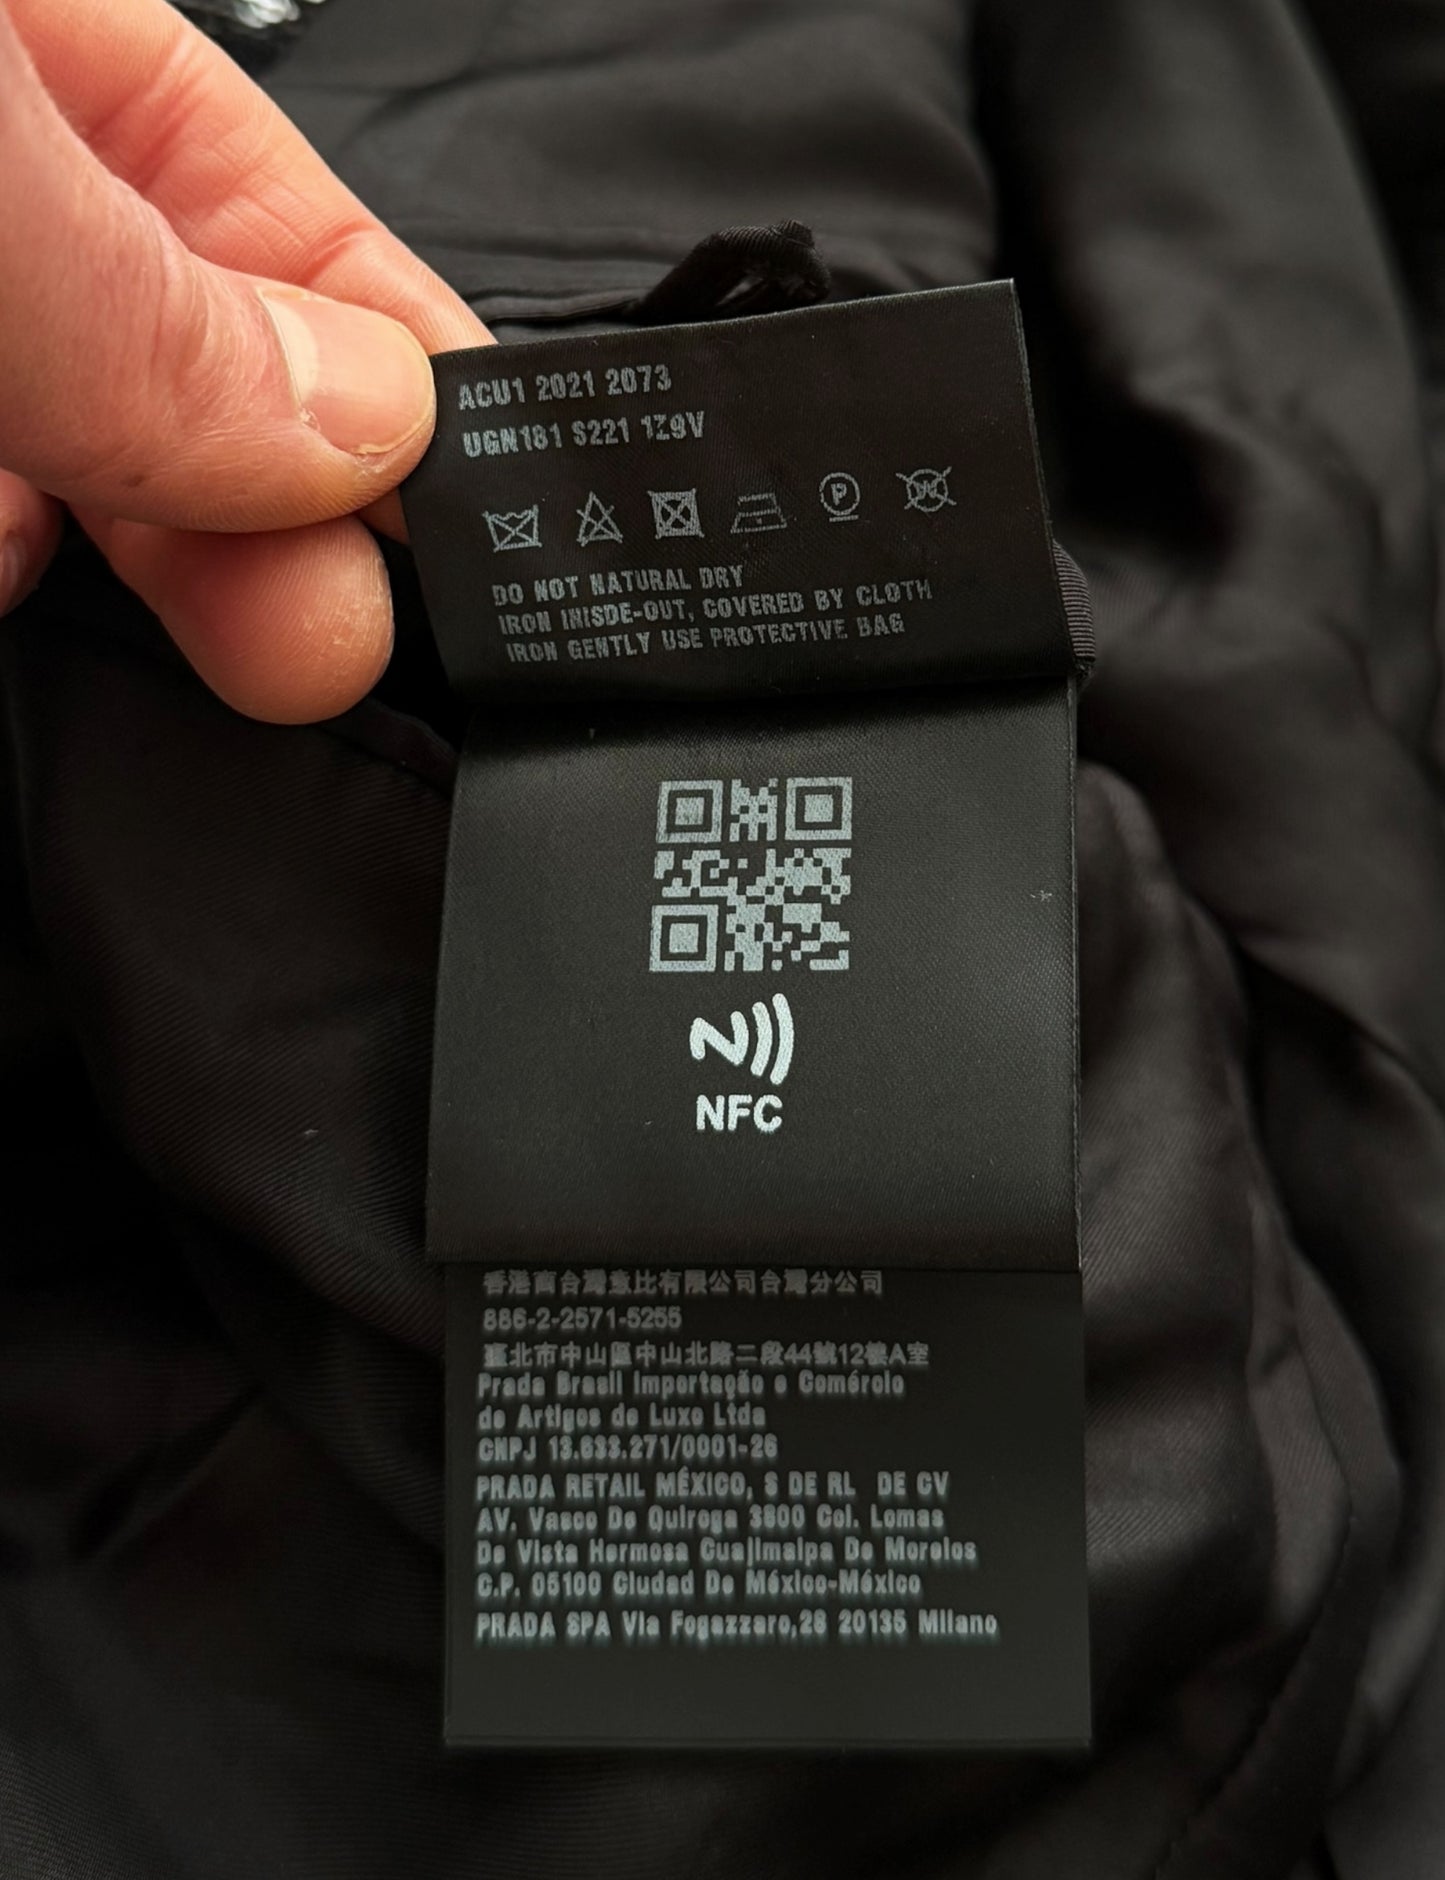 ACU1 2021 2073
UGN181 S221 1Z9V
P
W
DO NOT NATURAL DRY
IRON INISDE-OUT, COVERED BY CLOTH
IRON GENTLY USE PROTECTIVE BAG
N
NFC
香港商台灣意比有限公司台灣分公司
886-2-2571-5255
臺北市中山區中山北路二段44號12樓A室
Prada Brasil Importação e Comérolo
de Artigos de Luxo Ltda
CNPJ 13.633.271/0001-26
PRADA RETAIL MÉXICO, S DE RL DE CV
AV. Vasco De Quiroga 3800 Col. Lomas
De Vista Hermosa Cuajimalpa De Morelos
C.P. 05100 Ciudad De México-México
PRADA SPA Via Fogazzaro,28 20135 Milano